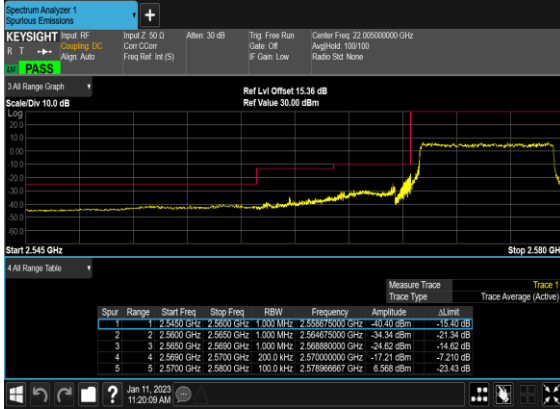 Spectrum Analyzer 1
Spurious Emissions
+
KEYSIGHT Input: RF Input Z: 50 Ω Atten: 30 dB Trig: Free Run Center Freq: 22.005000000 GHz
R T Coupling: DC Corr CCorr Gate: Off Avg|Hold: 100/100
Align: Auto Freq Ref: Int (S) IF Gain: Low Radio Std: None
PASS
3 All Range Graph
Ref Lvl Offset 15.36 dB
Scale/Div 10.0 dB Ref Value 30.00 dBm
Log
20.0
10.0
0.00
-10.0
-20.0
-30.0
-40.0
-50.0
-60.0
Start 2.545 GHz Stop 2.580 GH
4 All Range Table
Measure Trace Trace 1
Trace Type Trace Average (Active)
Spur Range Start Freq Stop Freq RBW Frequency Amplitude ΔLimit
1 1 2.5450 GHz 2.5600 GHz 1.000 MHz 2.558675000 GHz -40.40 dBm -15.40 dB
2 2 2.5600 GHz 2.5650 GHz 1.000 MHz 2.564675000 GHz -34.34 dBm -21.34 dB
3 3 2.5650 GHz 2.5690 GHz 1.000 MHz 2.568880000 GHz -24.62 dBm -14.62 dB
4 4 2.5690 GHz 2.5700 GHz 200.0 kHz 2.570000000 GHz -17.21 dBm -7.210 dB
5 5 2.5700 GHz 2.5800 GHz 100.0 kHz 2.578966667 GHz 6.568 dBm -23.43 dB
? Jan 11, 2023
11:20:09 AM